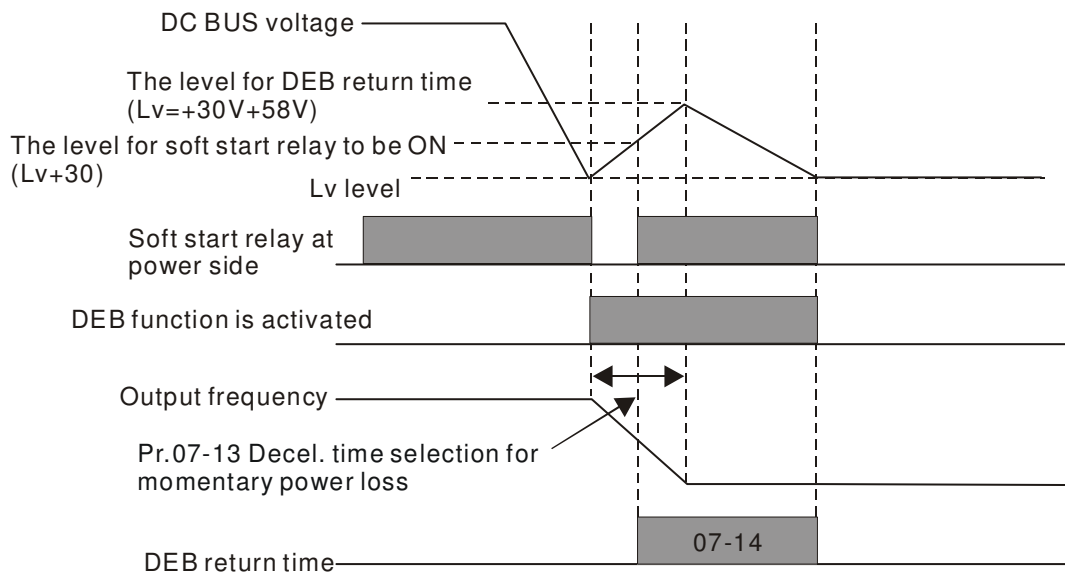 DC BUS voltage
The level for DEB return time
(Lv=+30V+58V)
The level for soft start relay to be ON
(Lv+30)
Lv level
Soft start relay at
power side
DEB function is activated
Output frequency
Pr.07-13 Decel. time selection for
momentary power loss
07-14
DEB return time